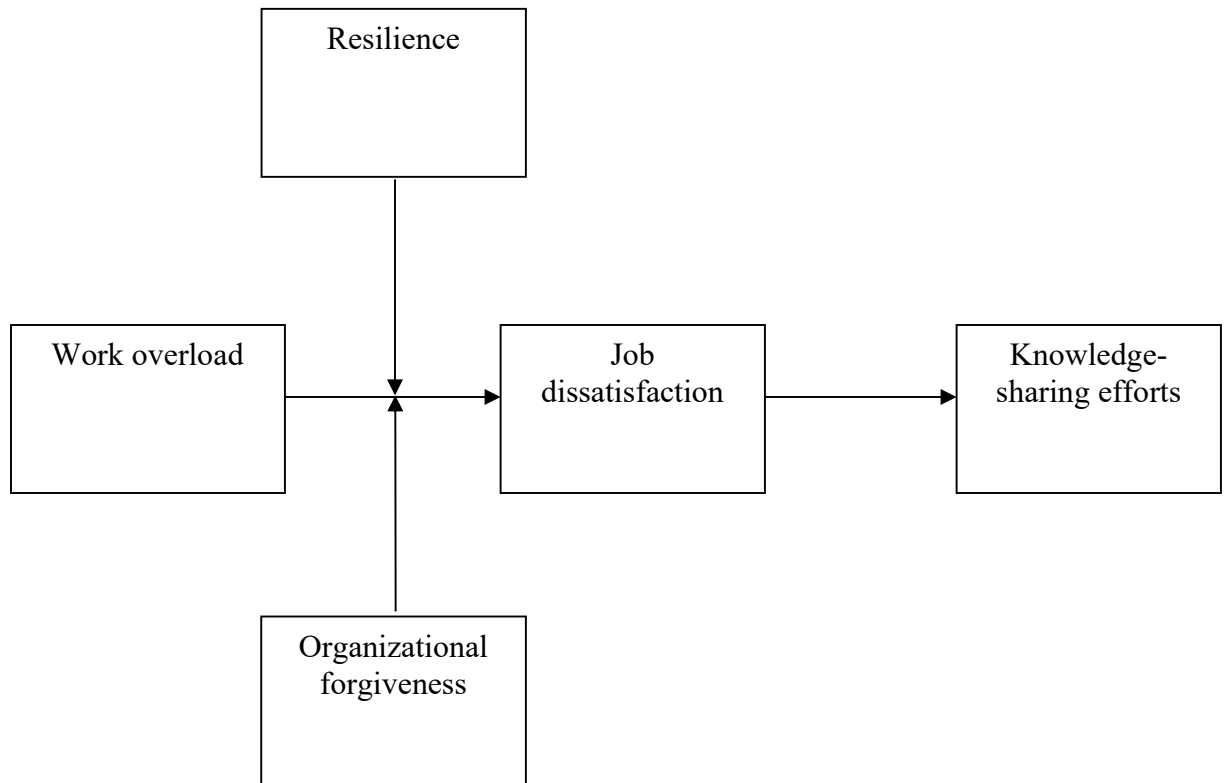 Resilience
Work overload
Job
dissatisfaction
Knowledge-
sharing efforts
Organizational
forgiveness